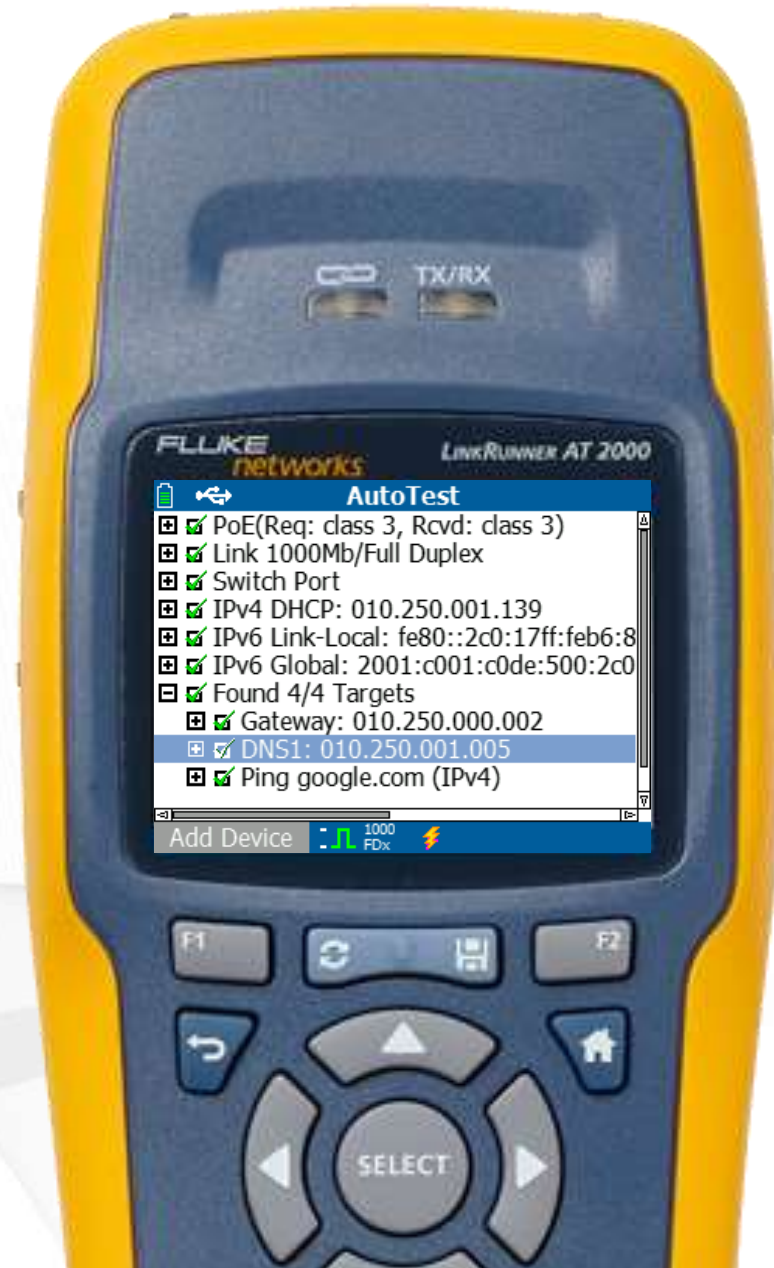 TX/RX
FLUKE
networks
LINKRUNNER AT 2000
AutoTest
PoE(Req: class 3, Rcvd: class 3)
Link 1000Mb/Full Duplex
Switch Port
IPv4 DHCP: 010.250.001.139
IPv6 Link-Local: fe80::2c0:17ff:feb6:8
IPv6 Global: 2001:c001:c0de:500:2c0
Found 4/4 Targets
Gateway: 010.250.000.002
DNS1: 010.250.001.005
Ping google.com (IPv4)
Add Device
1000
FDx
F1
F2
SELECT